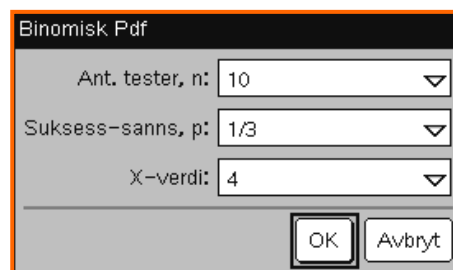 Binomisk Pdf
Ant. tester, n: 10
Suksess-sanns, p: 1/3
X-verdi: 4
OK Avbryt